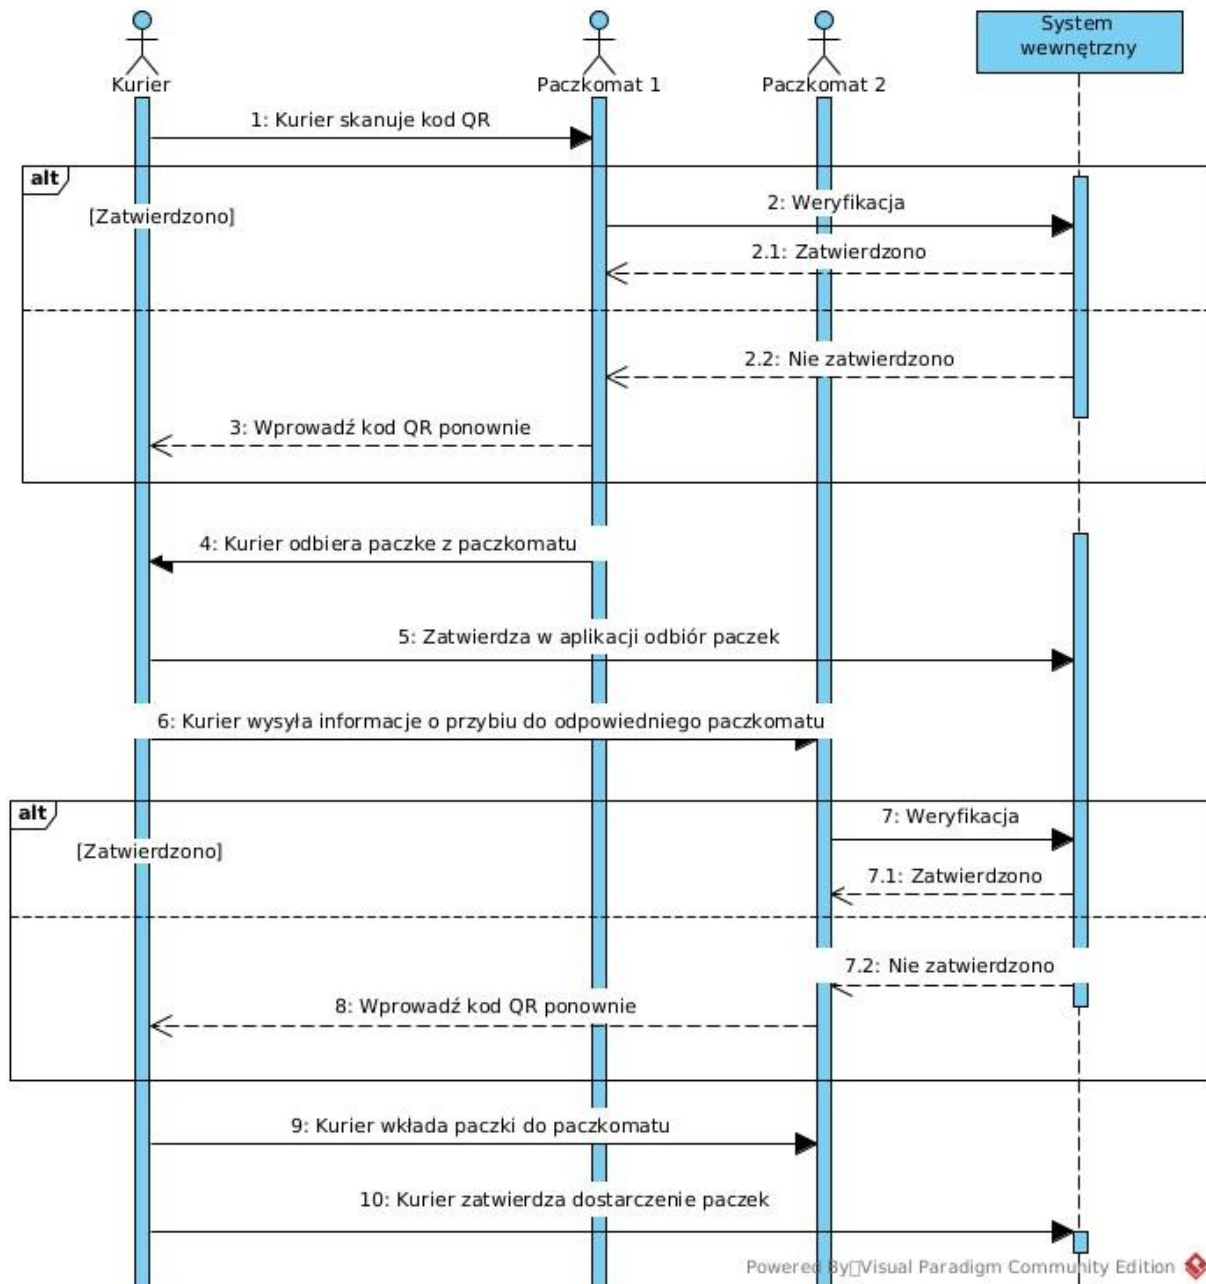 System
wewnętrzny
Kurier
Paczkomat 1
Paczkomat 2
1: Kurier skanuje kod QR
alt
[Zatwierdzono]
2: Weryfikacja
2.1: Zatwierdzono
2.2: Nie zatwierdzono
3: Wprowadź kod QR ponownie
4: Kurier odbiera paczke z paczkomatu
5: Zatwierdza w aplikacji odbiór paczek
6: Kurier wysyła informacje o przybiu do odpowiedniego paczkomatu
alt
7: Weryfikacja
[Zatwierdzono]
7.1: Zatwierdzono
7.2: Nie zatwierdzono
8: Wprowadź kod QR ponownie
9: Kurier wkłada paczki do paczkomatu
10: Kurier zatwierdza dostarczenie paczek
Powered By Visual Paradigm Community Edition